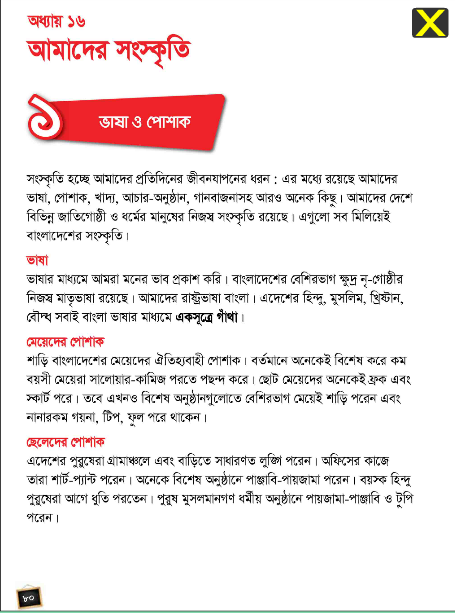 অধ্যায় ১৬
আমাদের সংস্কৃতি
১
ভাষা ও পোশাক
সংস্কৃতি হচ্ছে আমাদের প্রতিদিনের জীবনযাপনের ধরন : এর মধ্যে রয়েছে আমাদের
ভাষা, পোশাক, খাদ্য, আচার-অনুষ্ঠান, গানবাজনাসহ আরও অনেক কিছু। আমাদের দেশে
বিভিন্ন জাতিগোষ্ঠী ও ধর্মের মানুষের নিজস্ব সংস্কৃতি রয়েছে। এগুলো সব মিলিয়েই
বাংলাদেশের সংস্কৃতি।
ভাষা
ভাষার মাধ্যমে আমরা মনের ভাব প্রকাশ করি। বাংলাদেশের বেশিরভাগ ক্ষুদ্র নৃ-গোষ্ঠীর
নিজস্ব মাতৃভাষা রয়েছে। আমাদের রাষ্ট্রভাষা বাংলা। এদেশের হিন্দু, মুসলিম, খ্রিষ্টান,
বৌদ্ধ সবাই বাংলা ভাষার মাধ্যমে একসূত্রে গাঁথা।
মেয়েদের পোশাক
শাড়ি বাংলাদেশের মেয়েদের ঐতিহ্যবাহী পোশাক। বর্তমানে অনেকেই বিশেষ করে কম
বয়সী মেয়েরা সালোয়ার-কামিজ পরতে পছন্দ করে। ছোট মেয়েদের অনেকেই ফ্রক এবং
স্কার্ট পরে। তবে এখনও বিশেষ অনুষ্ঠানগুলোতে বেশিরভাগ মেয়েই শাড়ি পরেন এবং
নানারকম গয়না, টিপ, ফুল পরে থাকেন।
ছেলেদের পোশাক
এদেশের পুরুষেরা গ্রামাঞ্চলে এবং বাড়িতে সাধারণত লুঙ্গি পরেন। অফিসের কাজে
তারা শার্ট-প্যান্ট পরেন। অনেকে বিশেষ অনুষ্ঠানে পাঞ্জাবি-পায়জামা পরেন। বয়স্ক হিন্দু
পুরুষেরা আগে ধুতি পরতেন। পুরুষ মুসলমানগণ ধর্মীয় অনুষ্ঠানে পায়জামা-পাঞ্জাবি ও টুপি
পরেন।
৮০